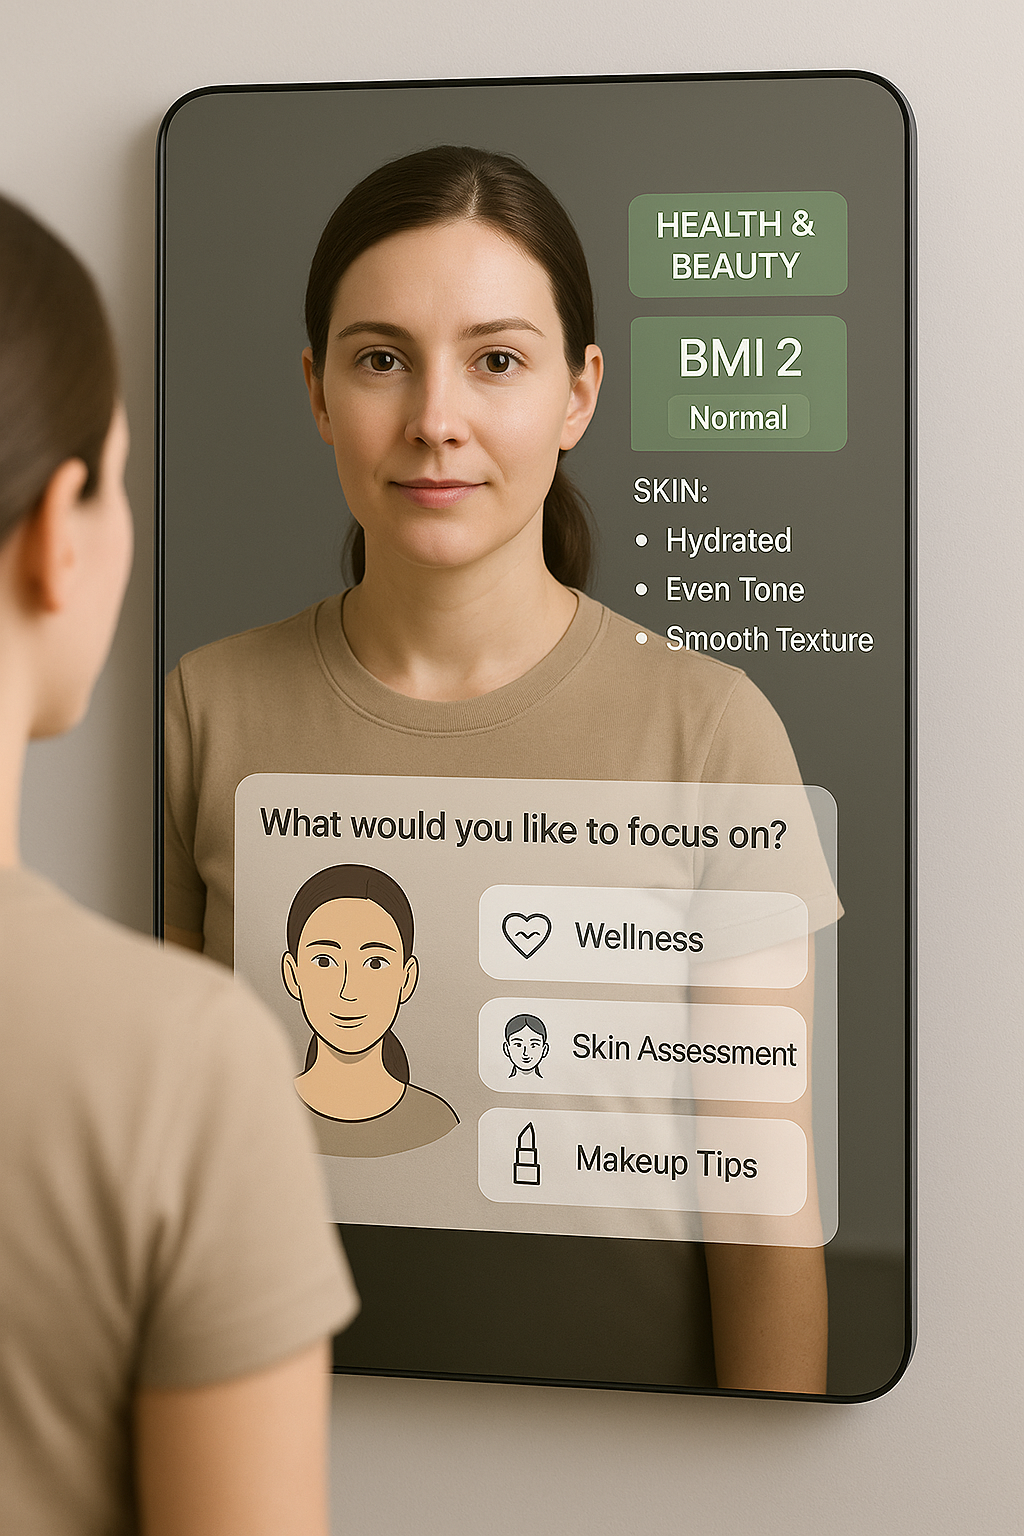 HEALTH &
BEAUTY
BMI 2
Normal
SKIN:
• Hydrated
• Even Tone
• Smooth Texture
What would you like to focus on?
Wellness
Skin Assessment
Makeup Tips